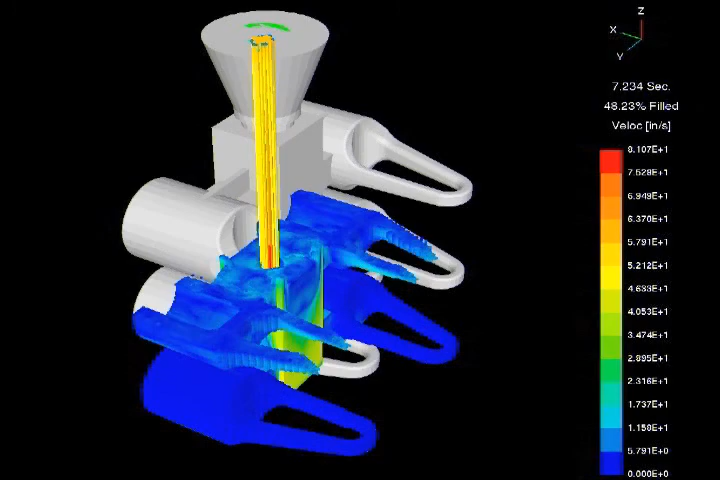 Z
X
Y
7.234 Sec.
48.23% Filled
Veloc [in/s]
8.107E+1
7.528E+1
6.949E+1
6.370E+1
5.791E+1
5.212E+1
4.633E+1
4.053E+1
3.474E+1
2.895E+1
2.316E+1
1.737E+1
1.158E+1
5.791E+0
0.000E+0